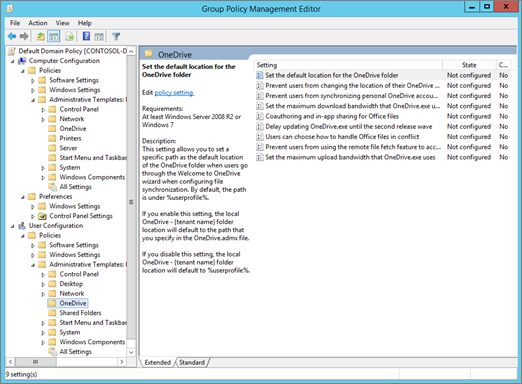 Group Policy Management Editor
File Action View Help
Default Domain Policy [CONTOSOL-D
Computer Configuration
Policies
Software Settings
Windows Settings
Administrative Templates: I
Control Panel
Network
OneDrive
Printers
Server
Start Menu and Taskbar
System
Windows Components
All Settings
Preferences
Windows Settings
Control Panel Settings
User Configuration
Policies
Software Settings
Windows Settings
Administrative Templates: I
Control Panel
Desktop
Network
OneDrive
Shared Folders
Start Menu and Taskbar
System
Windows Components
All Settings
OneDrive
Set the default location for the
OneDrive folder
Edit policy setting.
Requirements:
At least Windows Server 2008 R2 or
Windows 7
Description:
This setting allows you to set a
specific path as the default location
of the OneDrive folder when users go
through the Welcome to OneDrive
wizard when configuring file
synchronization. By default, the path
is under %userprofile%.
If you enable this setting, the local
OneDrive - {tenant name} folder
location will default to the path that
you specify in the OneDrive.admx file.
If you disable this setting, the local
OneDrive - {tenant name} folder
location will default to %userprofile%.
Setting State C...
Set the default location for the OneDrive folder Not configured No
Prevent users from changing the location of their OneDrive ... Not configured No
Prevent users from synchronizing personal OneDrive accou... Not configured No
Set the maximum download bandwidth that OneDrive.exe u... Not configured No
Coauthoring and in-app sharing for Office files Not configured No
Delay updating OneDrive.exe until the second release wave Not configured No
Users can choose how to handle Office files in conflict Not configured No
Prevent users from using the remote file fetch feature to acc... Not configured No
Set the maximum upload bandwidth that OneDrive.exe uses Not configured No
Extended Standard
9 setting(s)